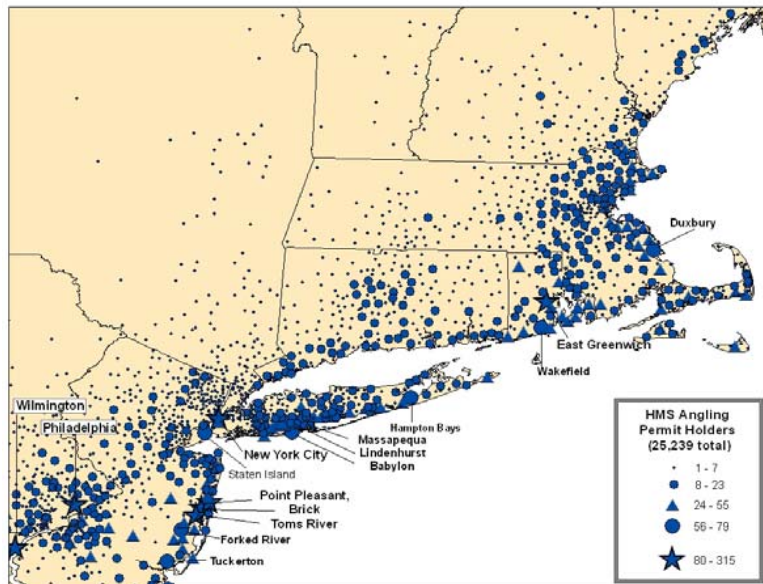 Duxbury
East Greenwich
Wakefield
Wilmington
Philadelphia
Hampton Bays
Massapequa
New York City
Lindenhurst
Staten Island
Babylon
Point Pleasant,
Brick
Toms River
Forked River
Tuckerton
HMS Angling
Permit Holders
(25,239 total)
1 - 7
8 - 23
24 - 55
56 - 79
80 - 315